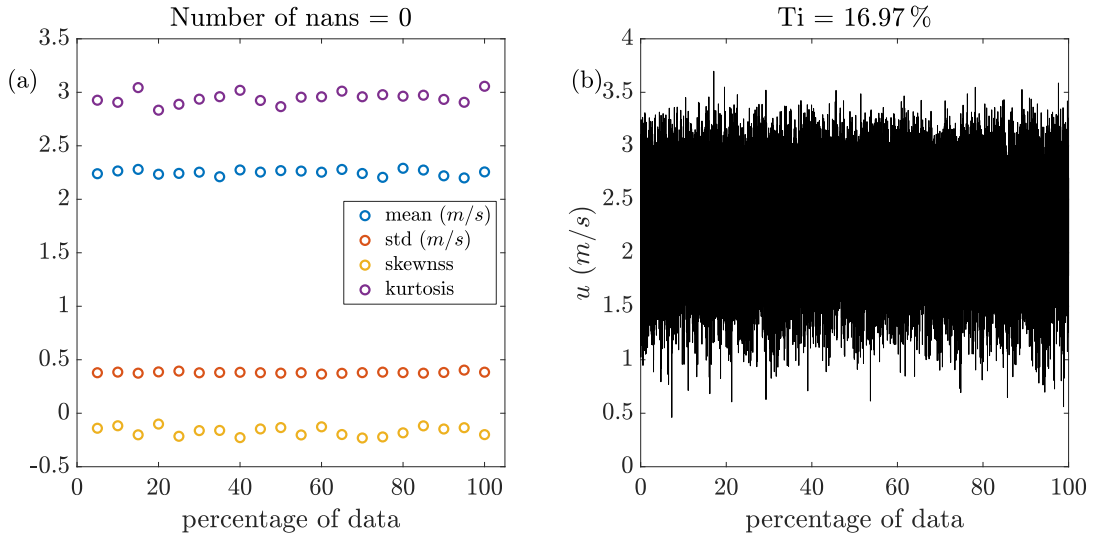 Number of nans = 0
(a)
3.5
3
2.5
2
1.5
1
0.5
0
-0.5
mean (m/s)
std (m/s)
skewnss
kurtosis
0 20 40 60 80 100
percentage of data
Ti = 16.97 %
(b)
u (m/s)
4
3.5
3
2.5
2
1.5
1
0.5
0
0 20 40 60 80 100
percentage of data